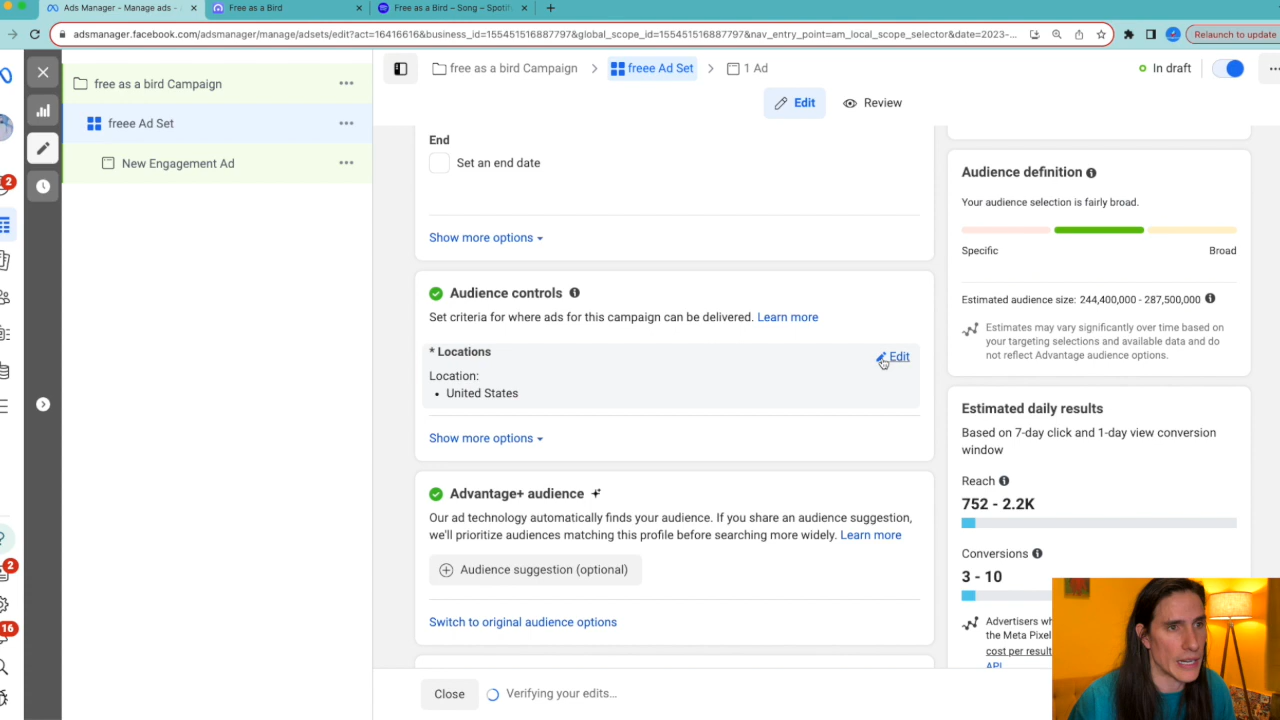 Ads Manager - Manage ads -
Free as a Bird
Free as a Bird – Song – Spotif
adsmanager.facebook.com/adsmanager/manage/adsets/edit?act=16416616&business_id=155451516887797&global_scope_id=155451516887797&nav_entry_point=am_local_scope_selector&date=2023-...
Relaunch to update
free as a bird Campaign
freee Ad Set
New Engagement Ad
2
2
16
free as a bird Campaign
freee Ad Set
1 Ad
In draft
Edit
Review
End
Set an end date
Show more options
Audience controls
Set criteria for where ads for this campaign can be delivered. Learn more
* Locations
Edit
Location:
• United States
Show more options
Advantage+ audience
Our ad technology automatically finds your audience. If you share an audience suggestion,
we'll prioritize audiences matching this profile before searching more widely. Learn more
Audience suggestion (optional)
Switch to original audience options
Close
Verifying your edits...
Audience definition
Your audience selection is fairly broad.
Specific
Broad
Estimated audience size: 244,400,000 - 287,500,000
Estimates may vary significantly over time based on
your targeting selections and available data and do
not reflect Advantage audience options.
Estimated daily results
Based on 7-day click and 1-day view conversion
window
Reach
752 - 2.2K
Conversions
3 - 10
Advertisers wh
the Meta Pixel
cost per result
API